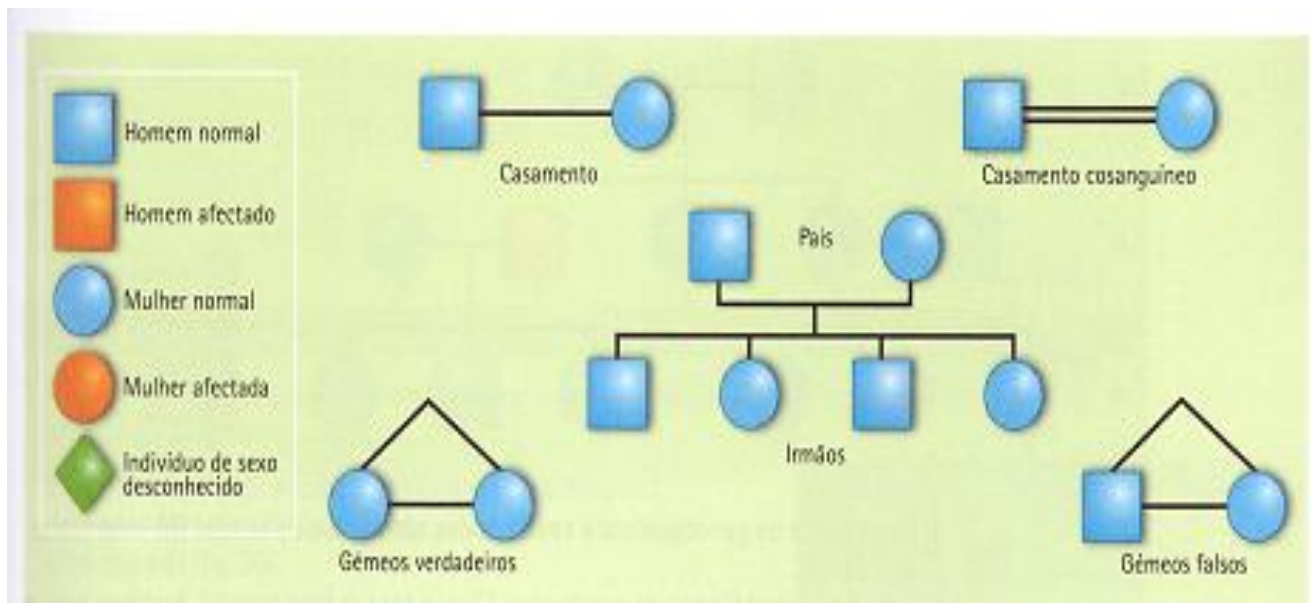 Homem normal
Homem afectado
Mulher normal
Mulher afectada
Indivíduo de sexo
desconhecido
Casamento
Casamento cosanguíneo
Pais
Irmãos
Gémeos verdadeiros
Gémeos falsos